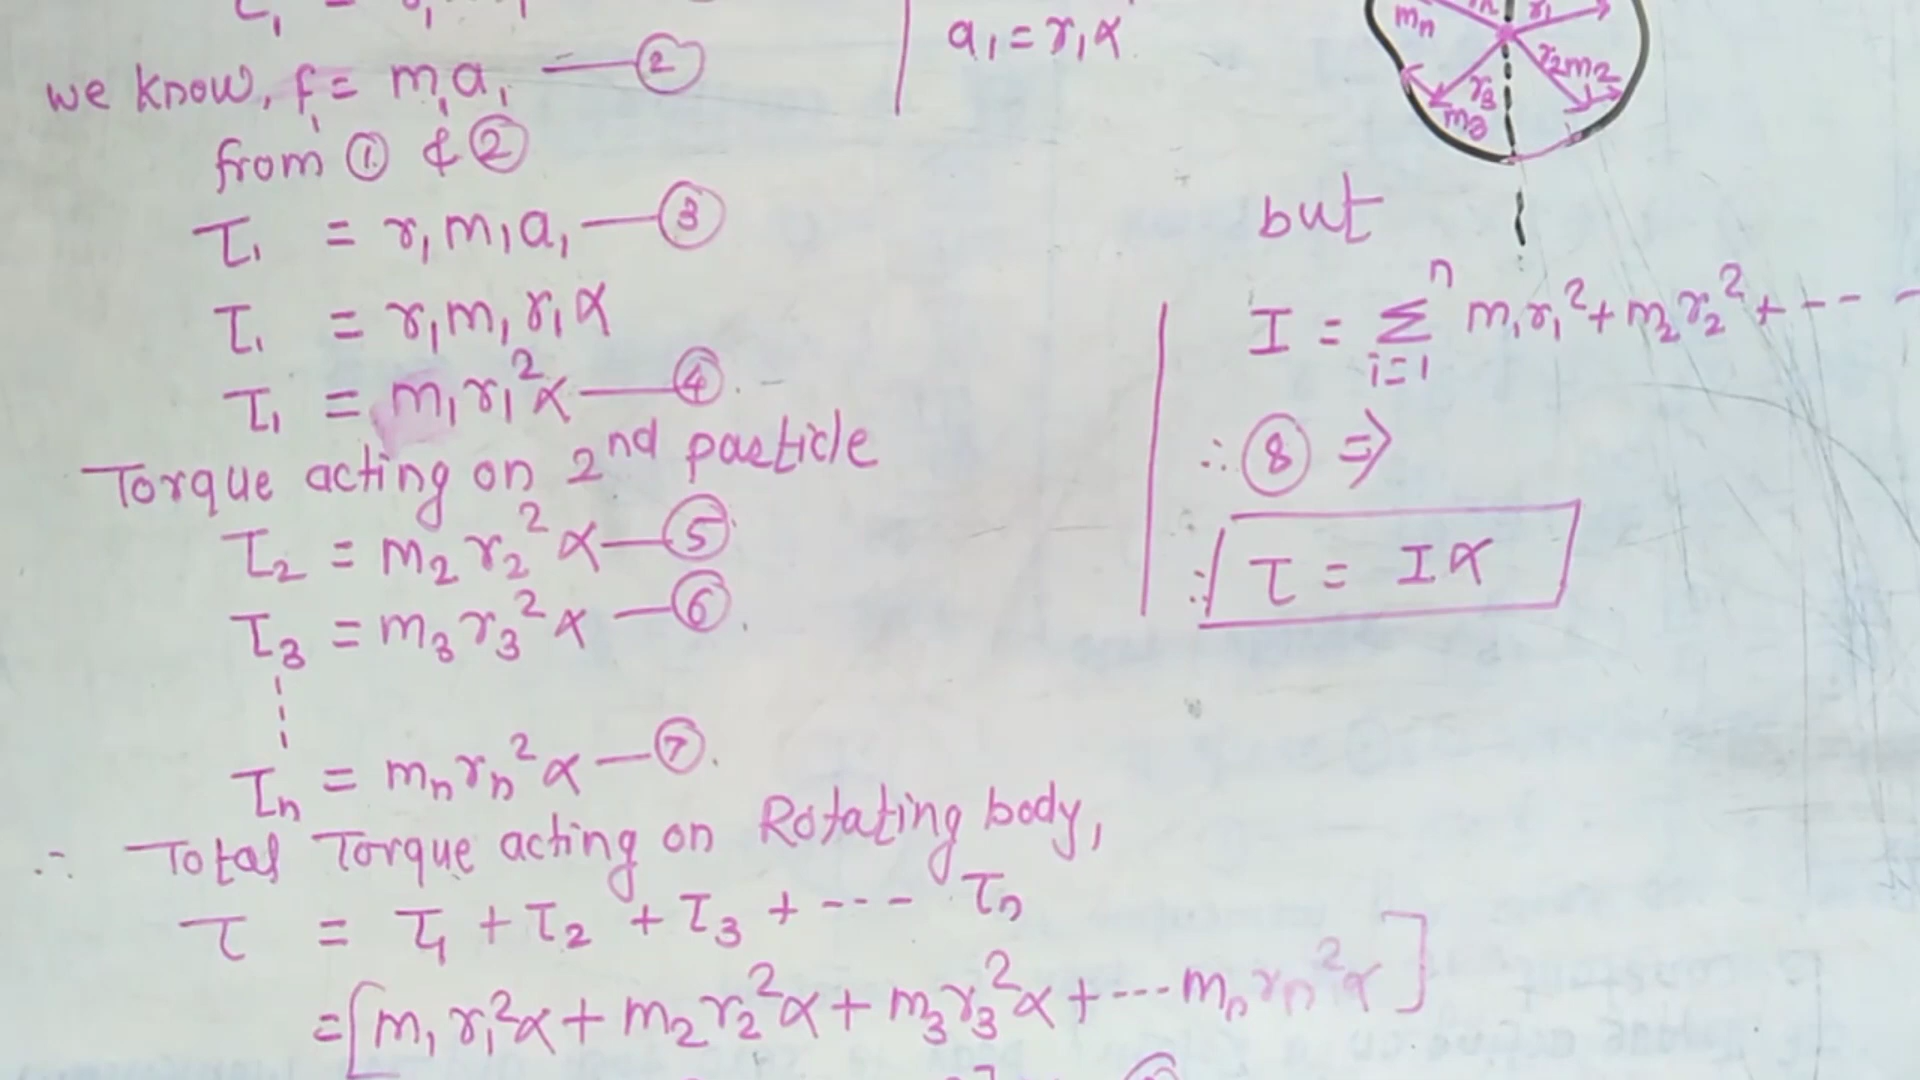 we know, f₁ = m₁a₁ — ②
from ① & ②
τ₁ = r₁m₁a₁ — ③
τ₁ = r₁m₁r₁α
τ₁ = m₁r₁²α — ④
Torque acting on 2nd particle
τ₂ = m₂r₂²α — ⑤
τ₃ = m₃r₃²α — ⑥
τₙ = mₙrₙ²α — ⑦
∴ Total Torque acting on Rotating body,
τ = τ₁ + τ₂ + τ₃ + --- τₙ
= [m₁r₁²α + m₂r₂²α + m₃r₃²α + --- mₙrₙ²α]
a₁ = r₁α
mₙ
r₁
r₂m₂
r₃
m₃
but
I = Σᵢ₌₁ⁿ m₁r₁² + m₂r₂² + ---
∴ ⑧ ⇒
∴ τ = Iα